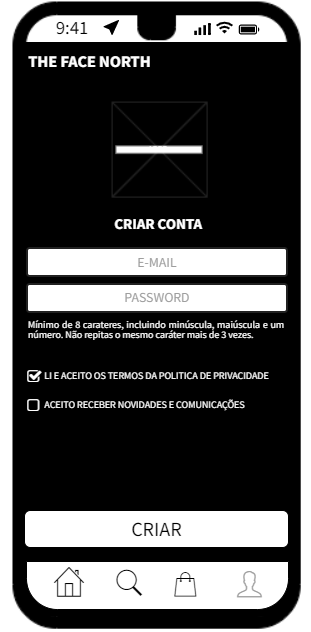 9:41
THE FACE NORTH
CRIAR CONTA
E-MAIL
PASSWORD
Mínimo de 8 carateres, incluindo minúscula, maiúscula e um
número. Não repitas o mesmo caráter mais de 3 vezes.
LI E ACEITO OS TERMOS DA POLITICA DE PRIVACIDADE
ACEITO RECEBER NOVIDADES E COMUNICAÇÕES
CRIAR